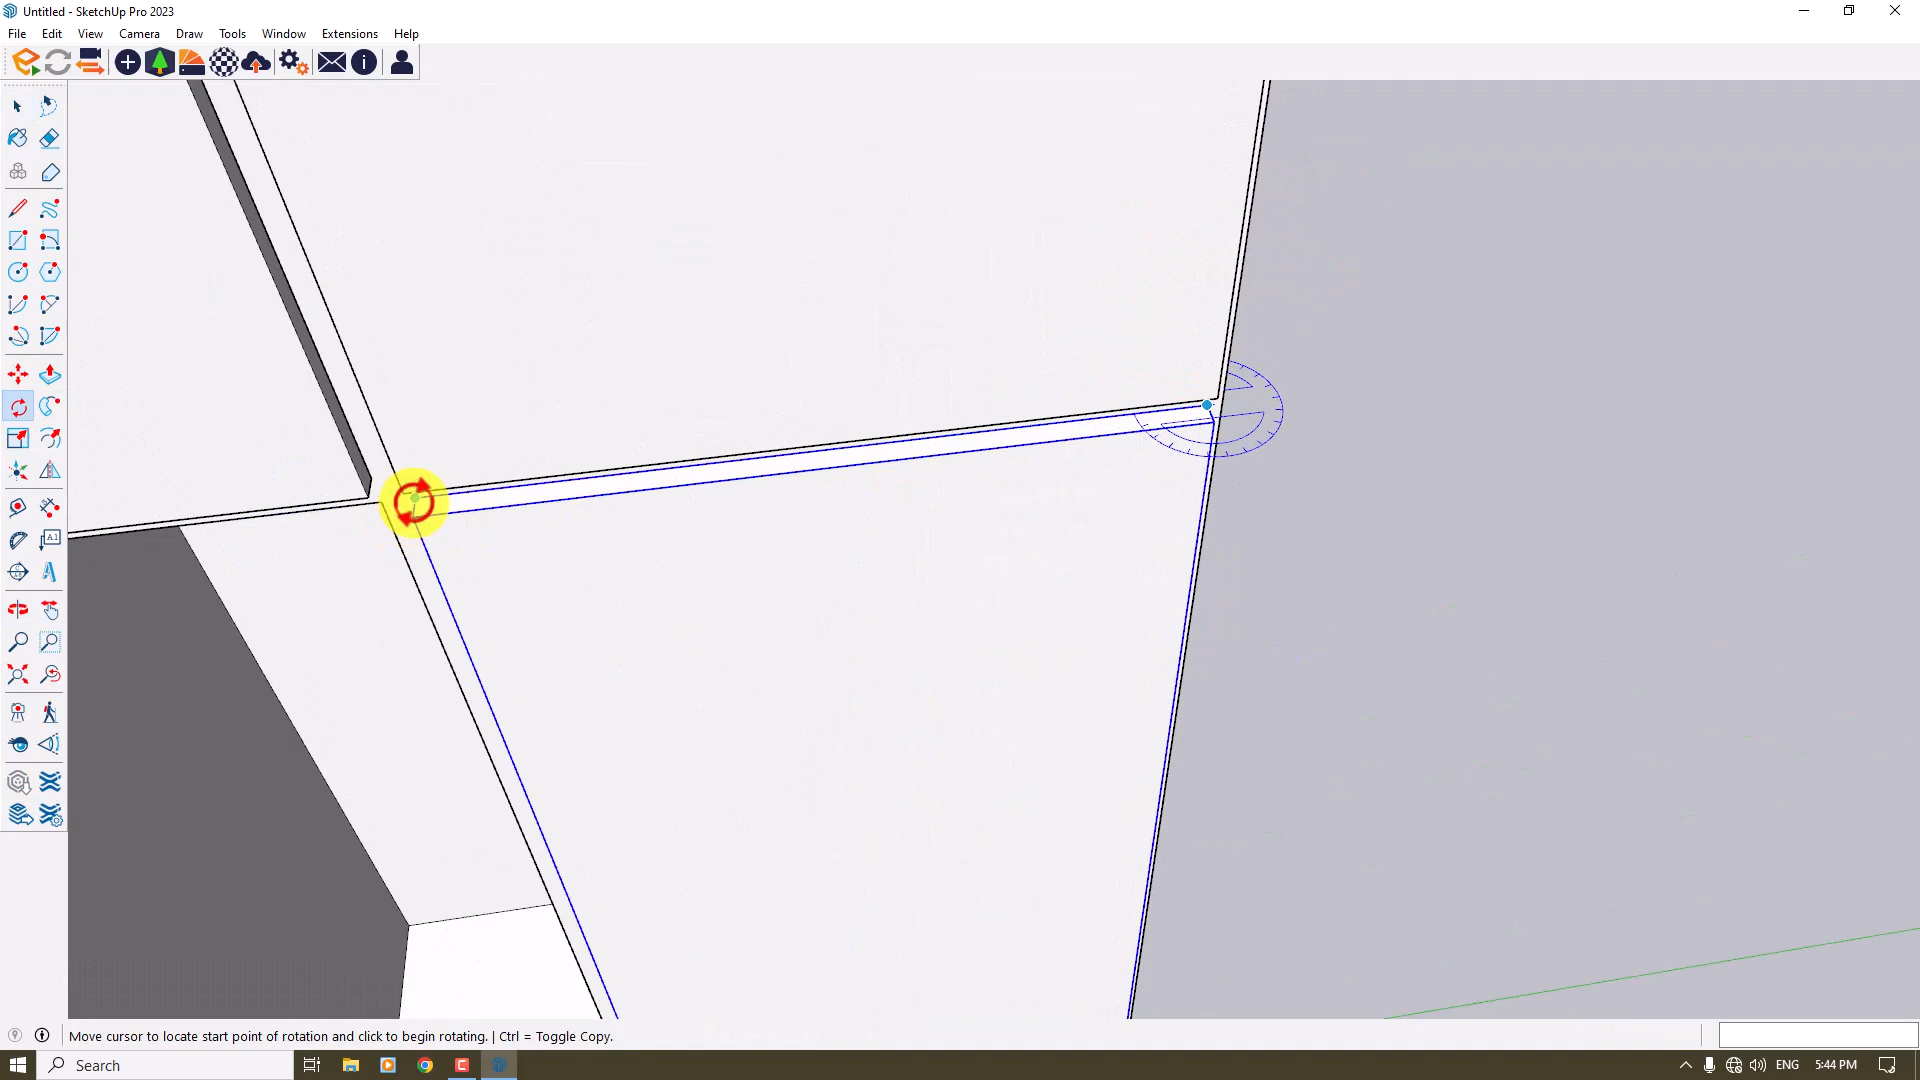 Untitled - SketchUp Pro 2023
File Edit View Camera Draw Tools Window Extensions Help
A1
Move cursor to locate start point of rotation and click to begin rotating. | Ctrl = Toggle Copy.
Search
ENG
5:44 PM